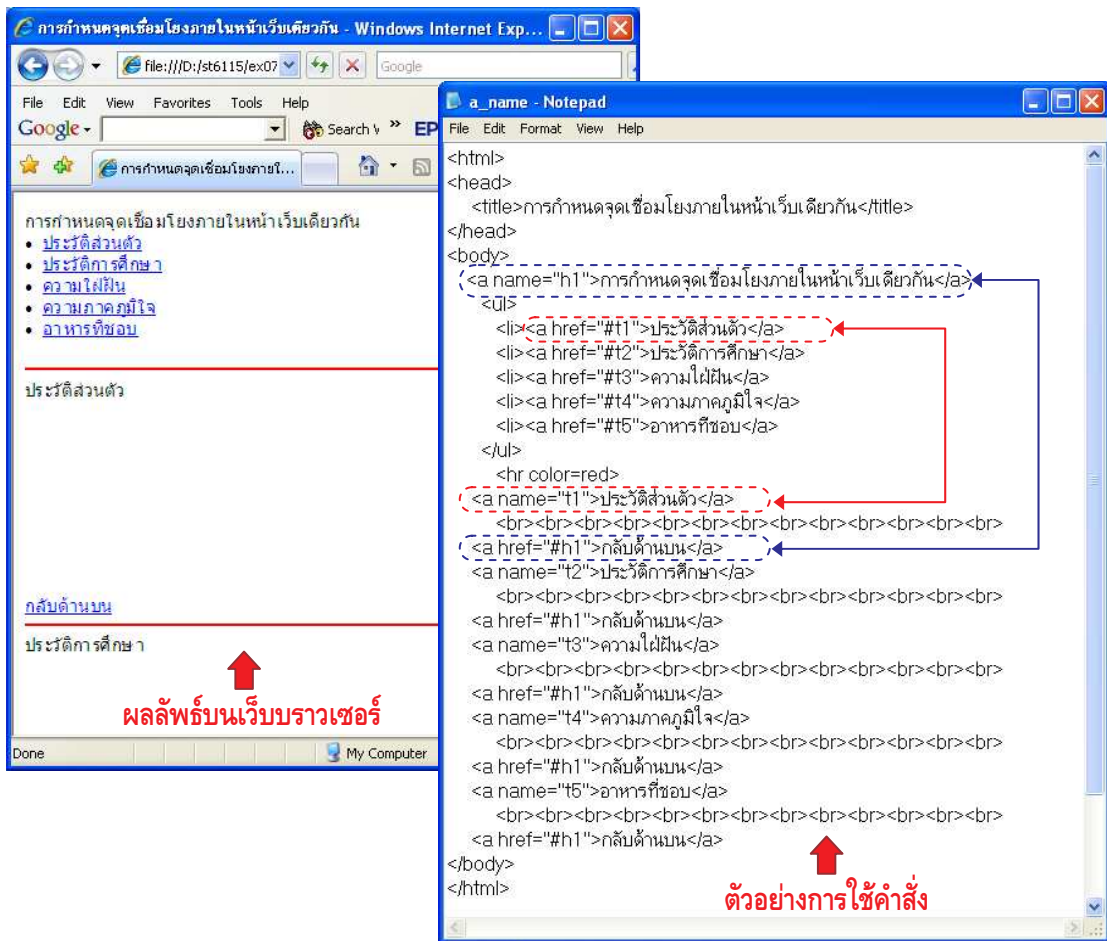 การกำหนดจุดเชื่อมโยงภายในหน้าเว็บเดียวกัน - Windows Internet Exp...
file:///D:/st6115/ex07
Google
File Edit View Favorites Tools Help
Google
Search
EP
การกำหนดจุดเชื่อมโยงภายใ...
การกำหนดจุดเชื่อมโยงภายในหน้าเว็บเดียวกัน
• ประวัติส่วนตัว
• ประวัติการศึกษา
• ความใฝ่ฝัน
• ความภาคภูมิใจ
• อาหารที่ชอบ
ประวัติส่วนตัว
กลับด้านบน
ประวัติการศึกษา
ผลลัพธ์บนเว็บบราวเซอร์
Done
My Computer
a_name - Notepad
File Edit Format View Help
<html>
<head>
<title>การกำหนดจุดเชื่อมโยงภายในหน้าเว็บเดียวกัน</title>
</head>
<body>
<a name="h1">การกำหนดจุดเชื่อมโยงภายในหน้าเว็บเดียวกัน</a>
<ul>
<li><a href="#t1">ประวัติส่วนตัว</a>
<li><a href="#t2">ประวัติการศึกษา</a>
<li><a href="#t3">ความใฝ่ฝัน</a>
<li><a href="#t4">ความภาคภูมิใจ</a>
<li><a href="#t5">อาหารที่ชอบ</a>
</ul>
<hr color=red>
<a name="t1">ประวัติส่วนตัว</a>
<br><br><br><br><br><br><br><br><br><br><br><br><br>
<a href="#h1">กลับด้านบน</a>
<a name="t2">ประวัติการศึกษา</a>
<br><br><br><br><br><br><br><br><br><br><br><br><br>
<a href="#h1">กลับด้านบน</a>
<a name="t3">ความใฝ่ฝัน</a>
<br><br><br><br><br><br><br><br><br><br><br><br><br>
<a href="#h1">กลับด้านบน</a>
<a name="t4">ความภาคภูมิใจ</a>
<br><br><br><br><br><br><br><br><br><br><br><br><br>
<a href="#h1">กลับด้านบน</a>
<a name="t5">อาหารที่ชอบ</a>
<br><br><br><br><br><br><br><br><br><br><br><br><br>
<a href="#h1">กลับด้านบน</a>
</body>
</html>
ตัวอย่างการใช้คำสั่ง